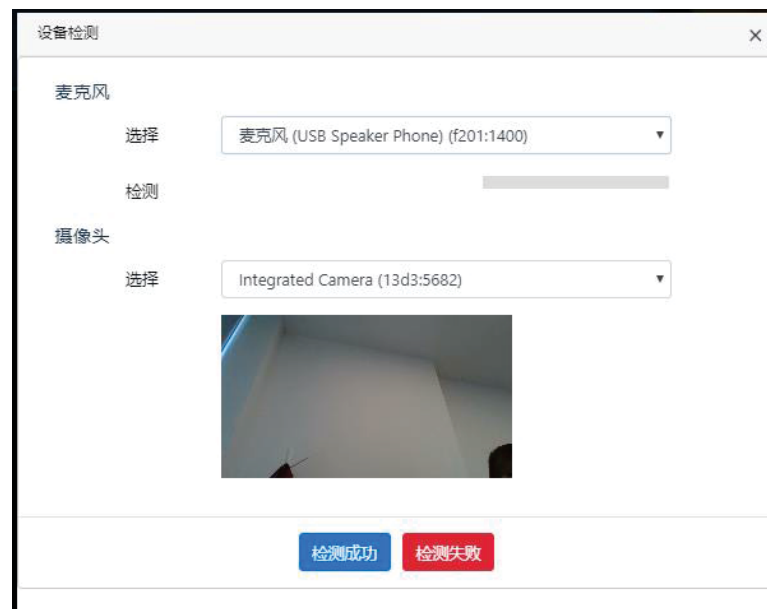 设备检测
麦克风
选择 麦克风 (USB Speaker Phone) (f201:1400)
检测
摄像头
选择 Integrated Camera (13d3:5682)
检测成功 检测失败